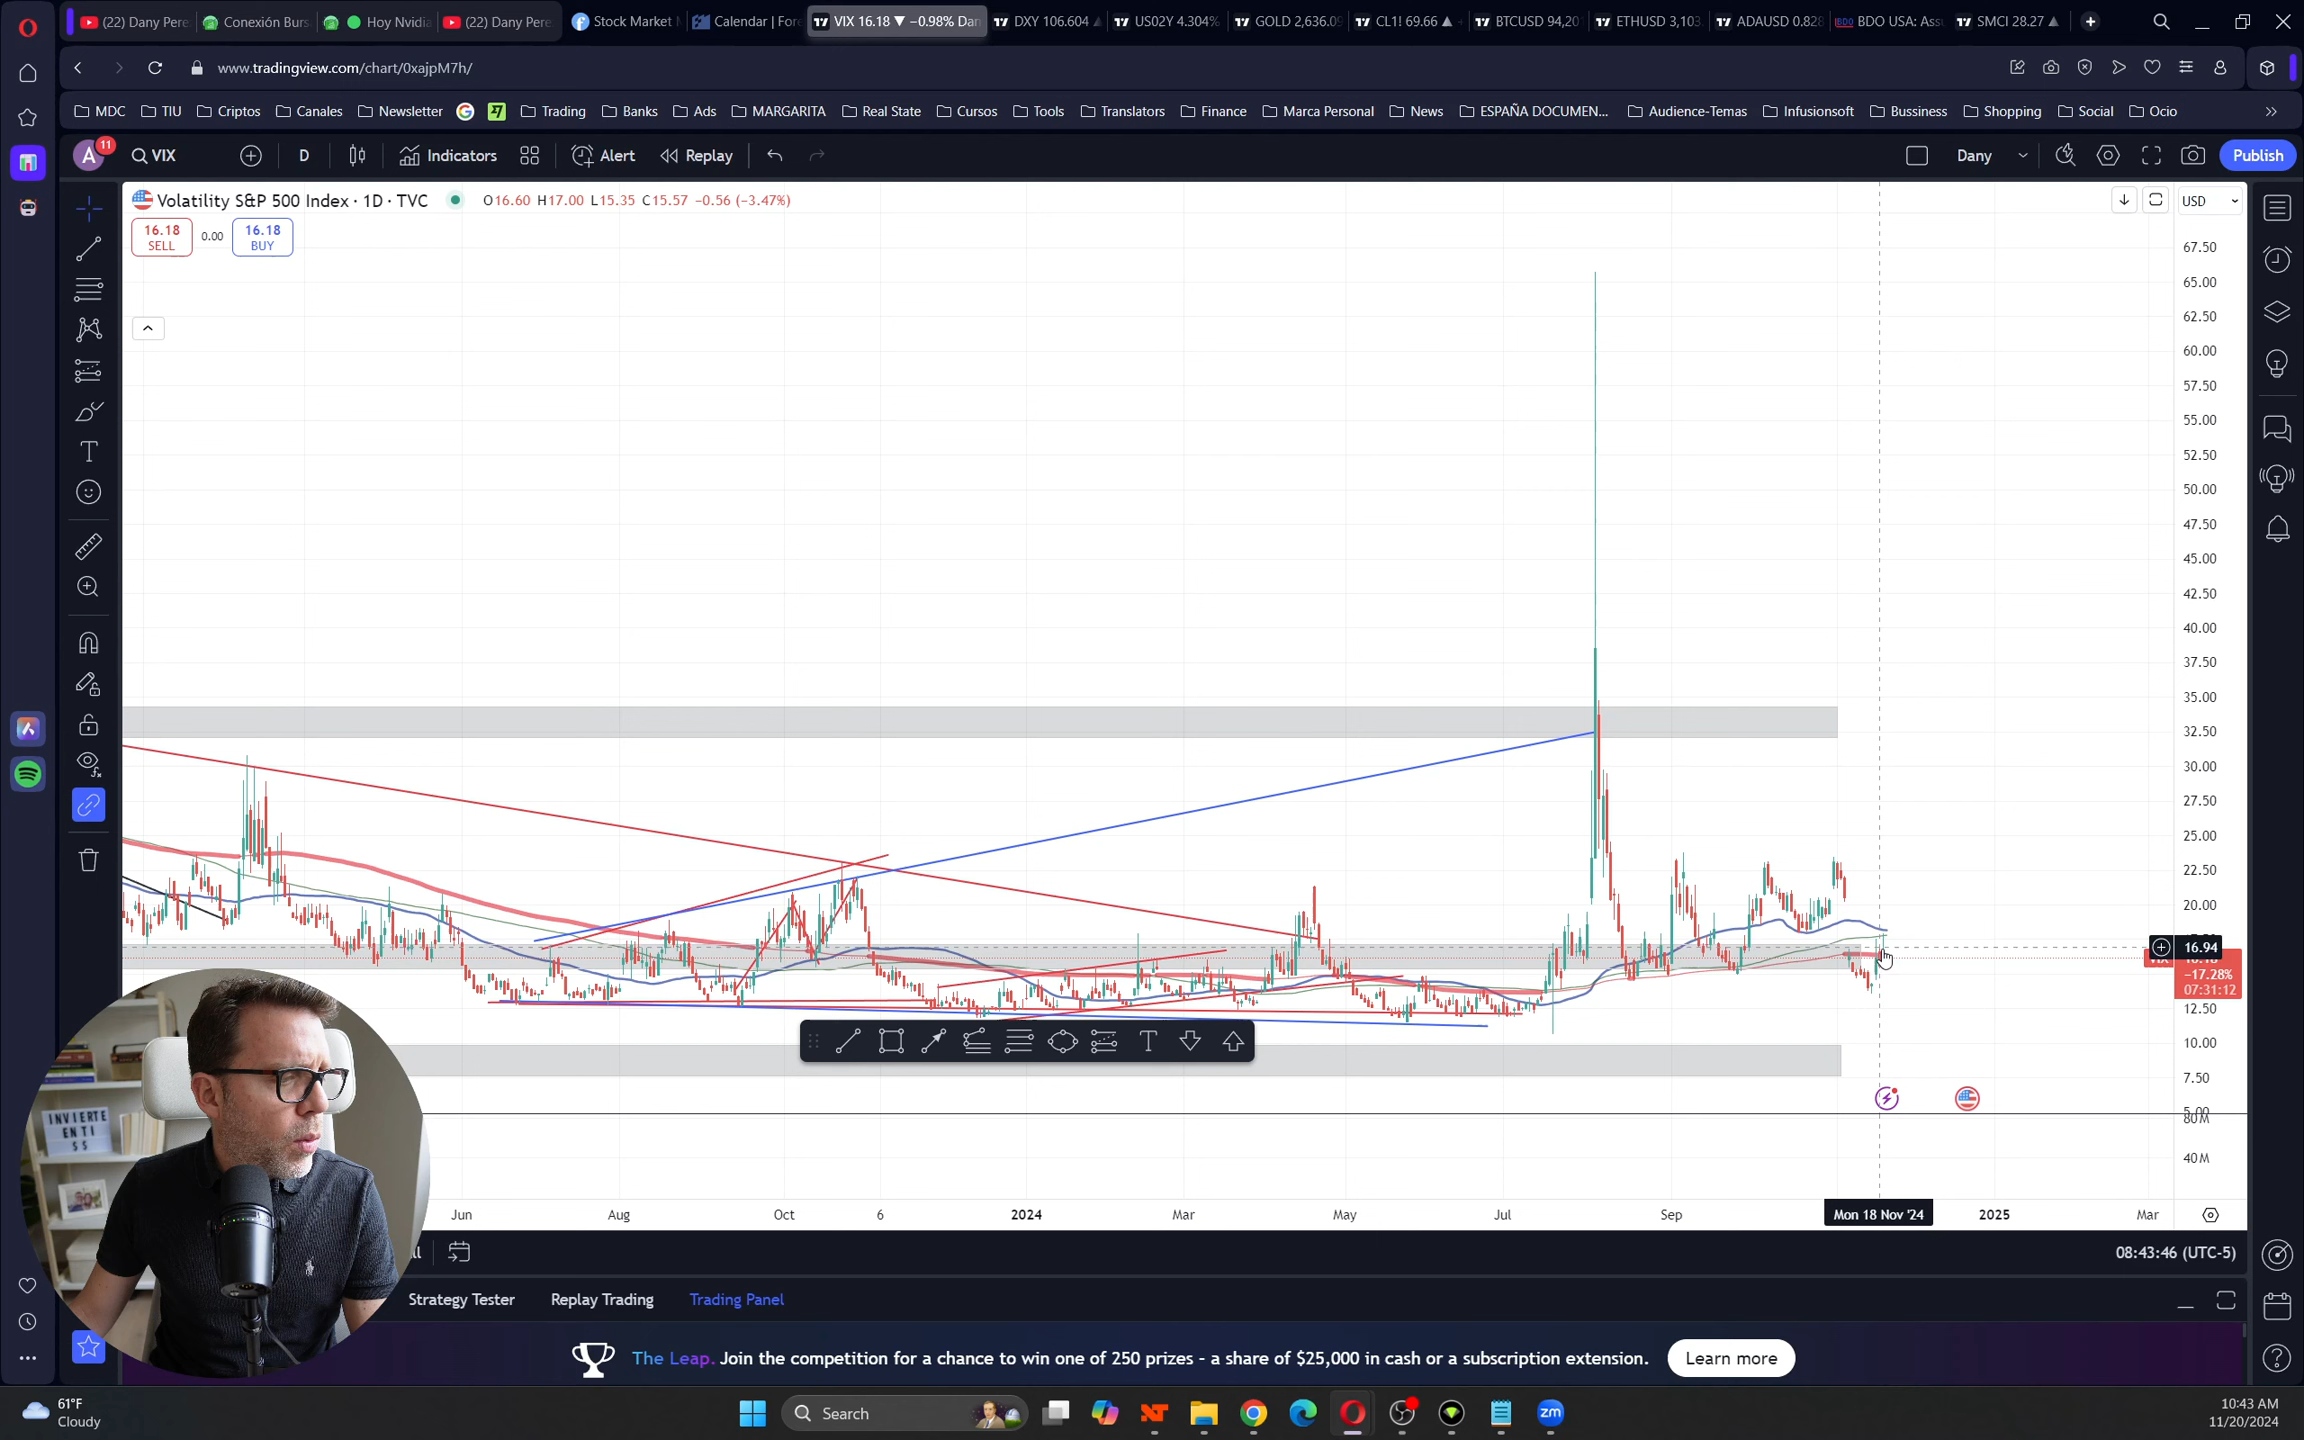 (22) Dany Pere
Conexión Burs
Hoy Nvidia
(22) Dany Pere
Stock Market
Calendar | For
VIX 16.18 ▼ −0.98% Dan
DXY 106.604
US02Y 4.304%
GOLD 2,636.09
CL1! 69.66 ▲
BTCUSD 94,20
ETHUSD 3,103.
ADAUSD 0.828
BDO USA: Ass
SMCI 28.27 ▲
www.tradingview.com/chart/0xajpM7h/
MDC
TIU
Criptos
Canales
Newsletter
Trading
Banks
Ads
MARGARITA
Real State
Cursos
Tools
Translators
Finance
Marca Personal
News
ESPAÑA DOCUMEN...
Audience-Temas
Infusionsoft
Bussiness
Shopping
Social
Ocio
A
11
VIX
D
Indicators
Alert
Replay
Dany
Publish
Volatility S&P 500 Index · 1D · TVC
O16.60 H17.00 L15.35 C15.57 −0.56 (−3.47%)
USD
16.18
SELL
0.00
16.18
BUY
67.50
65.00
62.50
60.00
57.50
55.00
52.50
50.00
47.50
45.00
42.50
40.00
37.50
35.00
32.50
30.00
27.50
25.00
22.50
20.00
16.94
−17.28%
07:31:12
12.50
10.00
7.50
5.00
80M
40M
INVIERTE
EN TI
Jun
Aug
Oct
6
2024
Mar
May
Jul
Sep
Mon 18 Nov '24
2025
Mar
08:43:46 (UTC-5)
Strategy Tester
Replay Trading
Trading Panel
The Leap. Join the competition for a chance to win one of 250 prizes – a share of $25,000 in cash or a subscription extension.
Learn more
61°F
Cloudy
Search
zm
10:43 AM
11/20/2024